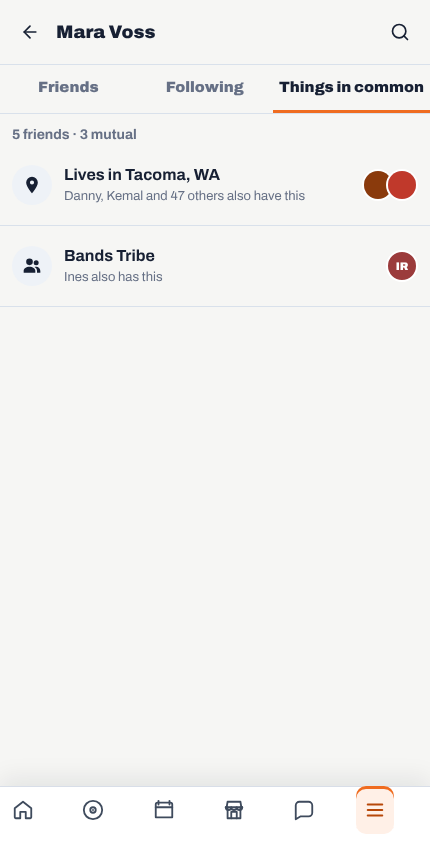 Mara Voss
Friends
Following
Things in common
5 friends · 3 mutual
Lives in Tacoma, WA
Danny, Kemal and 47 others also have this
Bands Tribe
Ines also has this
IR